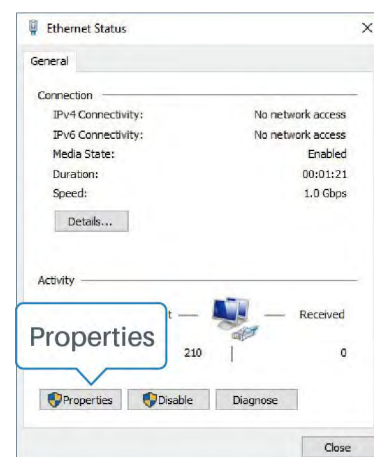 Ethernet Status
General
Connection
IPv4 Connectivity: No network access
IPv6 Connectivity: No network access
Media State: Enabled
Duration: 00:01:21
Speed: 1.0 Gbps
Details...
Activity
Received
Properties
210 0
Properties Disable Diagnose
Close